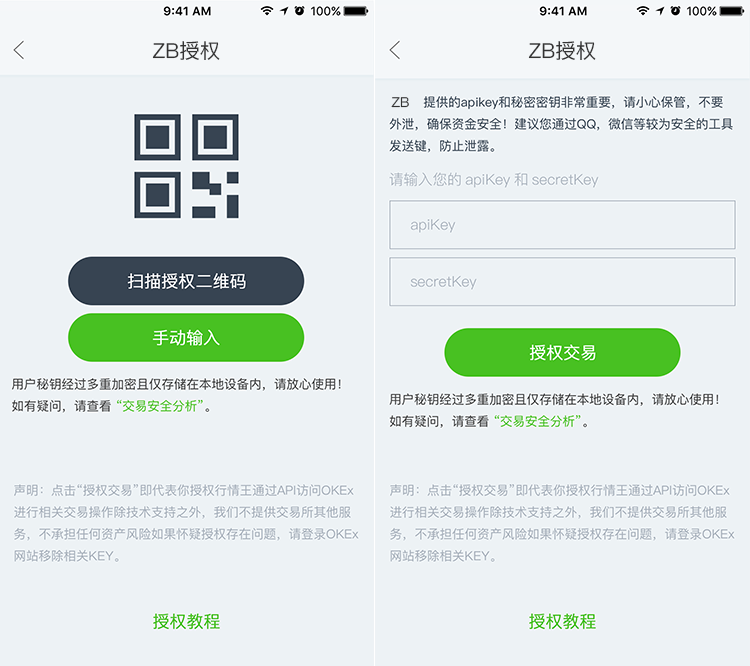 9:41 AM 100%
ZB授权
扫描授权二维码
手动输入
用户秘钥经过多重加密且仅存储在本地设备内，请放心使用！
如有疑问，请查看“交易安全分析”。
声明：点击“授权交易”即代表你授权行情王通过API访问OKEx
进行相关交易操作除技术支持之外，我们不提供交易所其他服
务，不承担任何资产风险如果怀疑授权存在问题，请登录OKEx
网站移除相关KEY。
授权教程
9:41 AM 100%
ZB授权
ZB 提供的apikey和秘密密钥非常重要，请小心保管，不要
外泄，确保资金安全！建议您通过QQ，微信等较为安全的工具
发送键，防止泄露。
请输入您的 apiKey 和 secretKey
apiKey
secretKey
授权交易
用户秘钥经过多重加密且仅存储在本地设备内，请放心使用！
如有疑问，请查看“交易安全分析”。
声明：点击“授权交易”即代表你授权行情王通过API访问OKEx
进行相关交易操作除技术支持之外，我们不提供交易所其他服
务，不承担任何资产风险如果怀疑授权存在问题，请登录OKEx
网站移除相关KEY。
授权教程